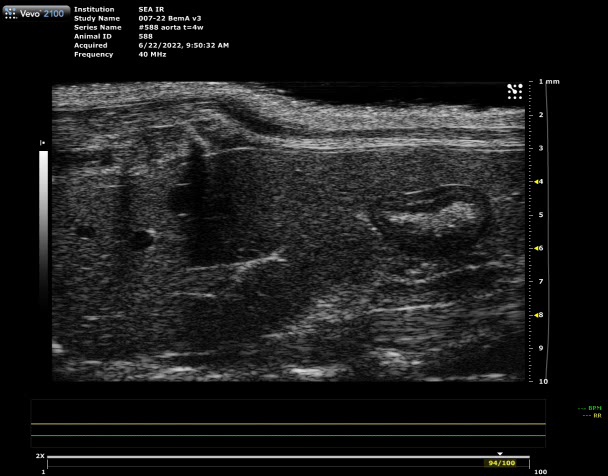 Vevo 2100
Institution SEA IR
Study Name 007-22 BemA v3
Series Name #588 aorta t=4w
Animal ID 588
Acquired 6/22/2022, 9:50:32 AM
Frequency 40 MHz
1 mm
2
3
4
5
6
7
8
9
10
--- BPM
--- RR
2X
94/100
1 100